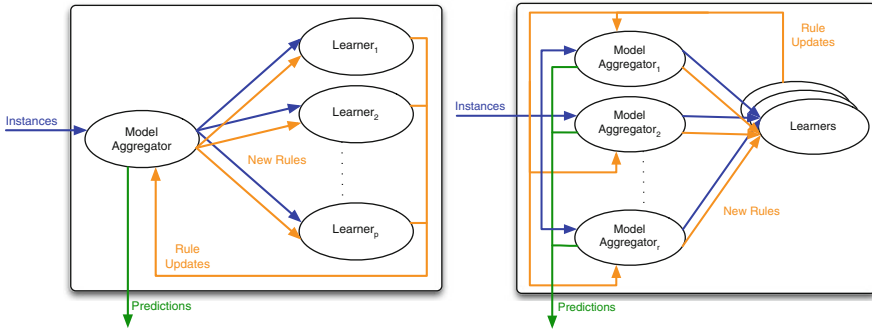 Instances
Model
Aggregator
Learner1
Learner2
Learnerp
New Rules
Rule
Updates
Predictions
Instances
Model
Aggregator1
Model
Aggregator2
Model
Aggregatorr
Learners
Rule
Updates
New Rules
Predictions